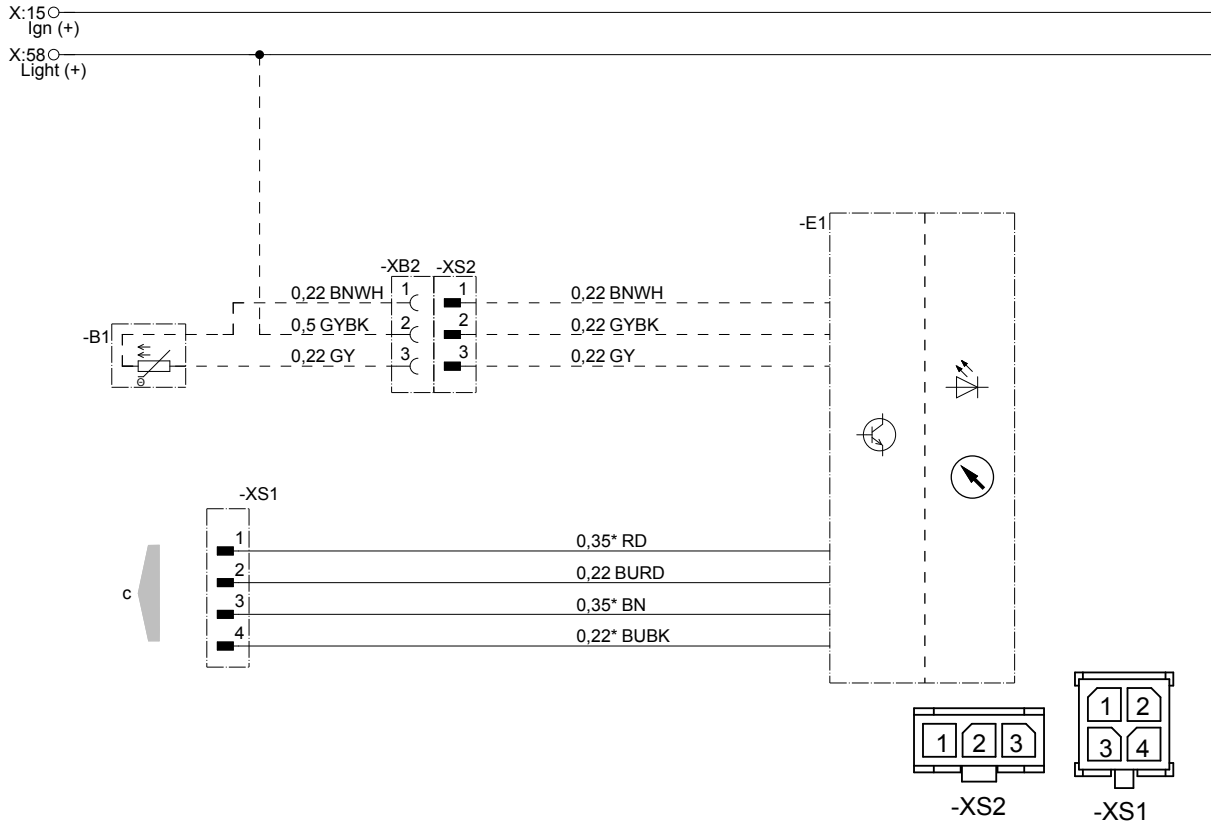 X:15
Ign (+)
X:58
Light (+)
-E1
-XB2 -XS2
0,22 BNWH 1 1 0,22 BNWH
-B1 0,5 GYBK 2 2 0,22 GYBK
0,22 GY 3 3 0,22 GY
Θ
-XS1
1 0,35* RD
c 2 0,22 BURD
3 0,35* BN
4 0,22* BUBK
1 2 3
-XS2
1 2
3 4
-XS1